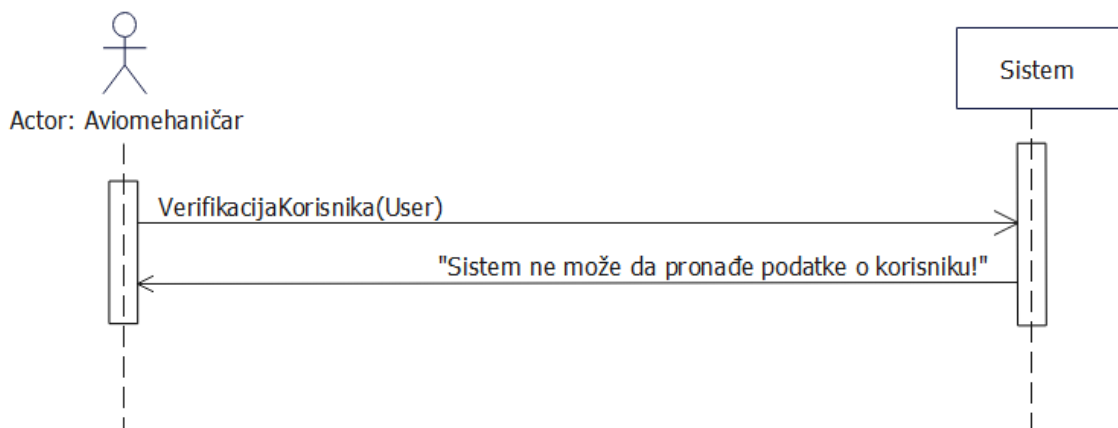 Sistem
Actor: Aviomehaničar
VerifikacijaKorisnika(User)
"Sistem ne može da pronađe podatke o korisniku!"